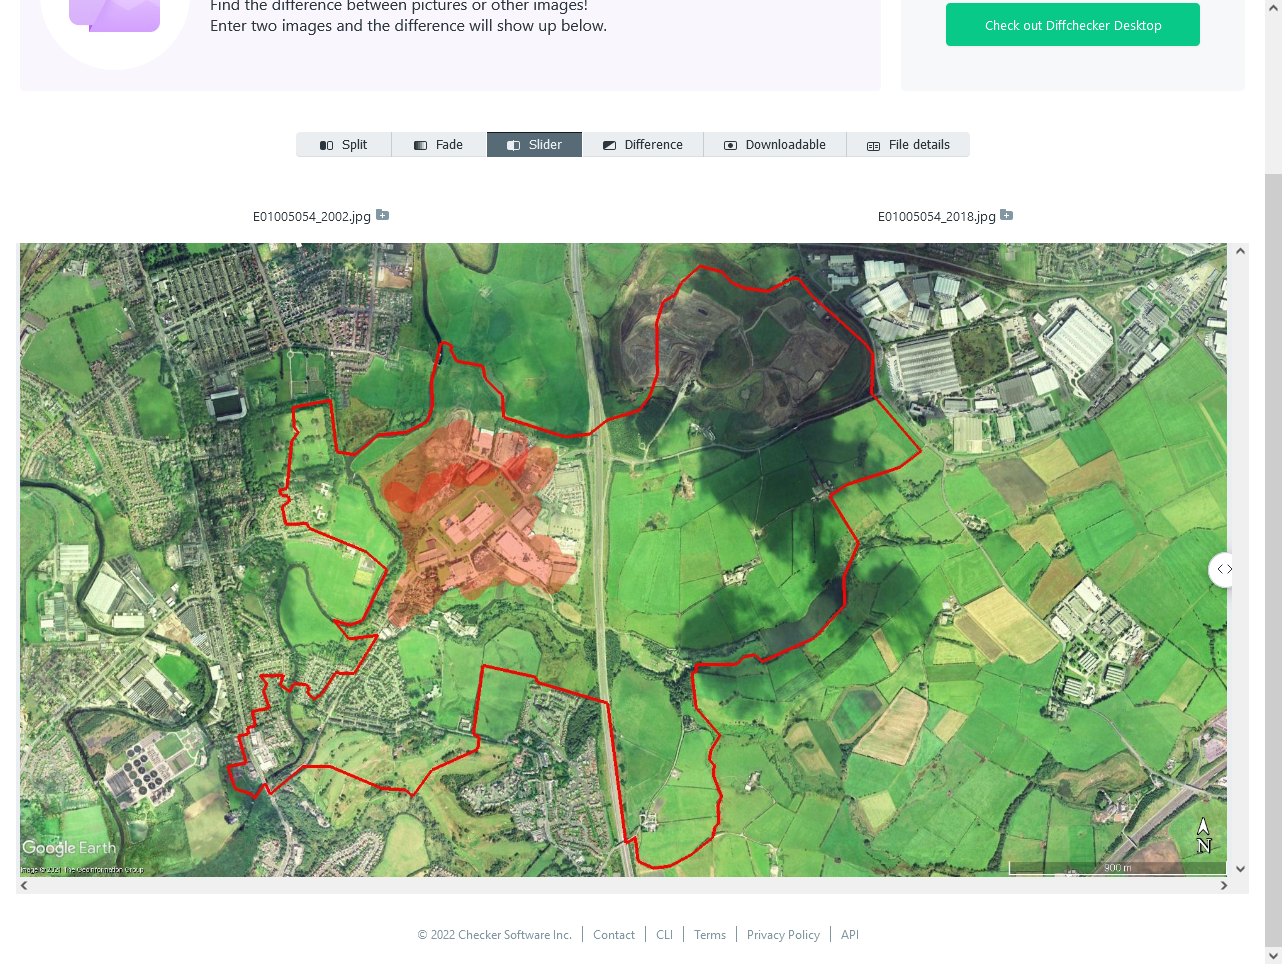 Find the difference between pictures or other images!
Enter two images and the difference will show up below.
Check out Diffchecker Desktop
Split
Fade
Slider
Difference
Downloadable
File details
E01005054_2002.jpg
E01005054_2018.jpg
Google Earth
Image © 2021 The GeoInformation Group
N
900 m
© 2022 Checker Software Inc.
Contact
CLI
Terms
Privacy Policy
API